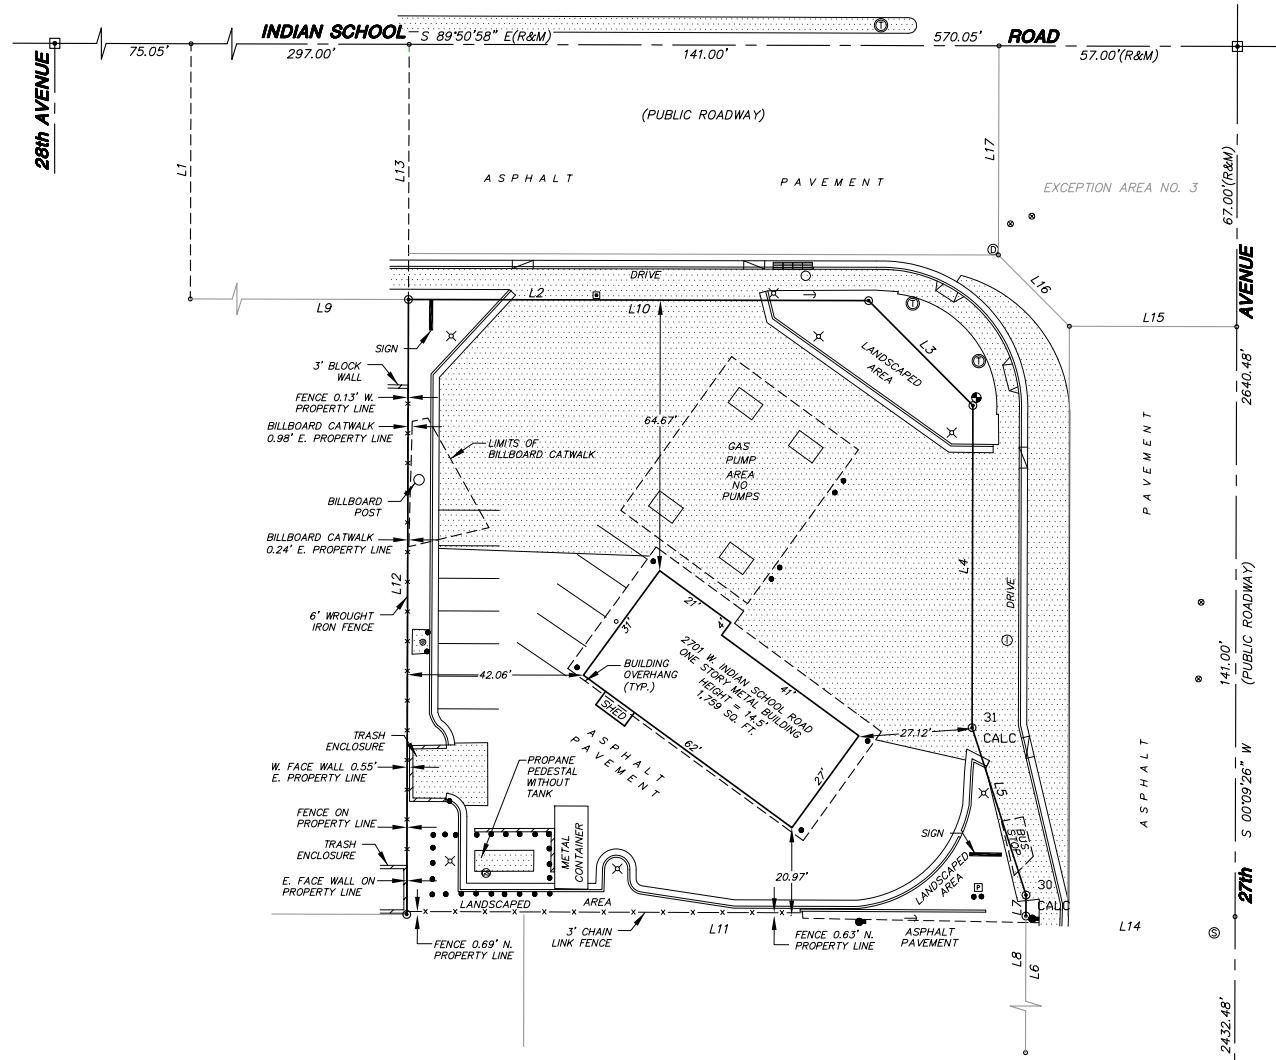 INDIAN SCHOOL
S 89°50'58" E(R&M)
570.05'
ROAD
75.05'
297.00'
141.00'
57.00'(R&M)
28th AVENUE
(PUBLIC ROADWAY)
L1
L13
L17
ASPHALT
PAVEMENT
EXCEPTION AREA NO. 3
67.00'(R&M)
AVENUE
D
T
DRIVE
L16
L2
L9
L10
L15
T
T
L3
SIGN
LANDSCAPED
AREA
3' BLOCK
WALL
2640.48'
FENCE 0.13' W.
PROPERTY LINE
64.67'
BILLBOARD CATWALK
0.98' E. PROPERTY LINE
LIMITS OF
BILLBOARD CATWALK
GAS
PUMP
AREA
NO
PUMPS
PAVEMENT
BILLBOARD
POST
BILLBOARD CATWALK
0.24' E. PROPERTY LINE
L12
L4
DRIVE
(PUBLIC ROADWAY)
6' WROUGHT
IRON FENCE
21'
4'
31'
41'
2701 W. INDIAN SCHOOL ROAD
ONE STORY METAL BUILDING
HEIGHT = 14.5'
1,759 SQ. FT.
141.00'
BUILDING
OVERHANG
(TYP.)
42.06'
SHED
62'
27'
27.12'
31
CALC
TRASH
ENCLOSURE
ASPHALT
PAVEMENT
W. FACE WALL 0.55'
E. PROPERTY LINE
PROPANE
PEDESTAL
WITHOUT
TANK
L5
ASPHALT
S 00°09'26" W
FENCE ON
PROPERTY LINE
SIGN
BUS
STOP
TRASH
ENCLOSURE
METAL
CONTAINER
20.97'
LANDSCAPED
AREA
P
E. FACE WALL ON
PROPERTY LINE
30
CALC
27th
LANDSCAPED
AREA
L7
L11
L14
S
FENCE 0.69' N.
PROPERTY LINE
3' CHAIN
LINK FENCE
FENCE 0.63' N.
PROPERTY LINE
ASPHALT
PAVEMENT
L8
L6
2432.48'